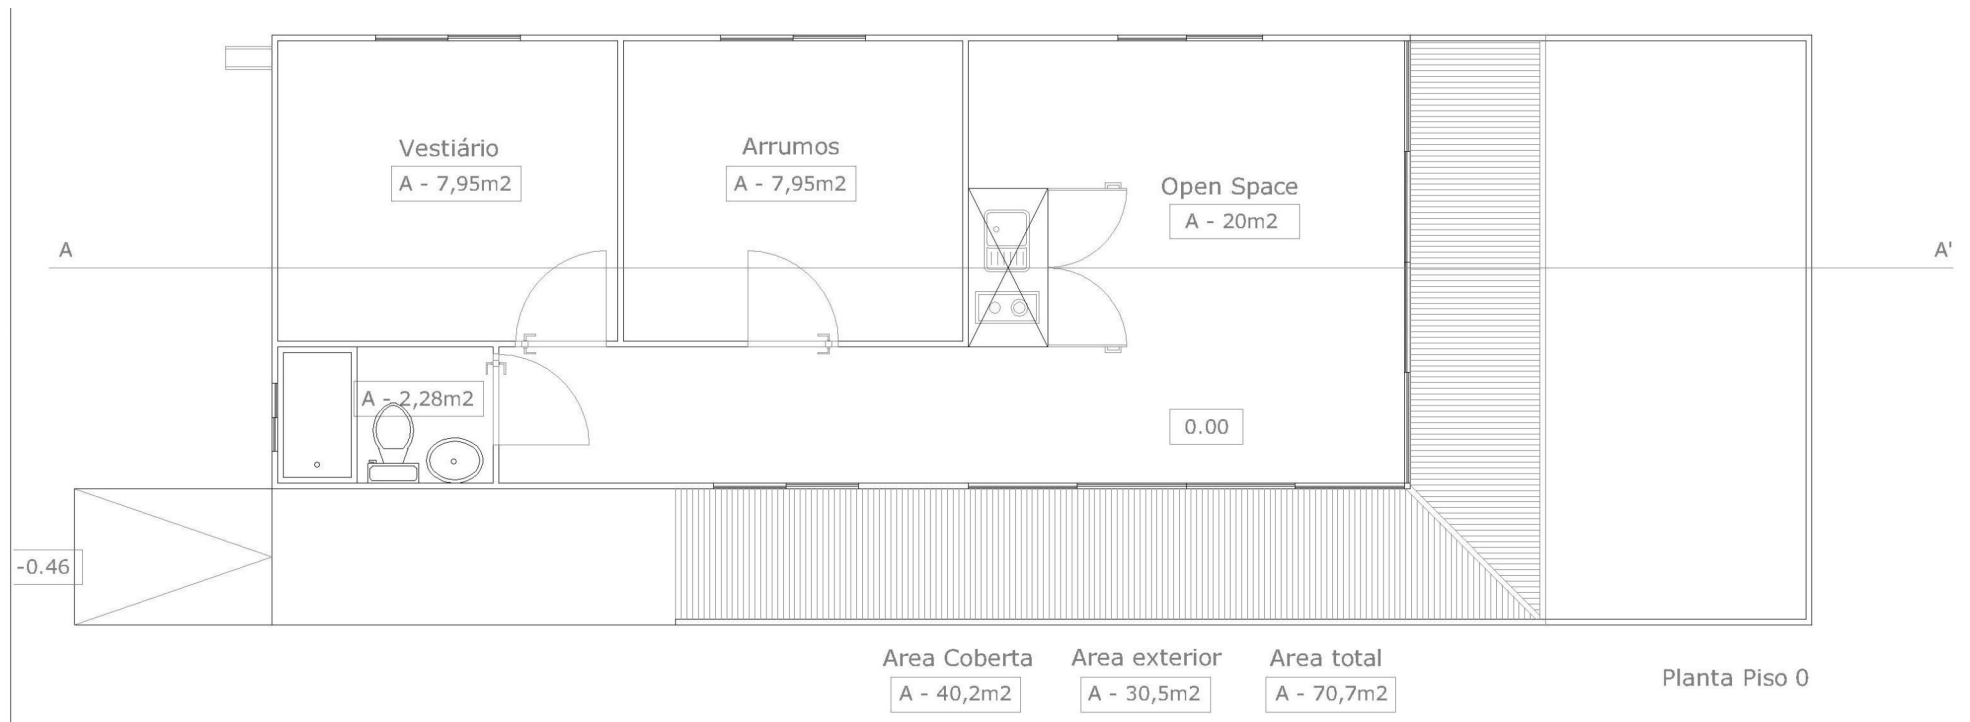 Vestiário
A - 7,95m2
Arrumos
A - 7,95m2
Open Space
A - 20m2
A
A'
A - 2,28m2
0.00
-0.46
Area Coberta
A - 40,2m2
Area exterior
A - 30,5m2
Area total
A - 70,7m2
Planta Piso 0